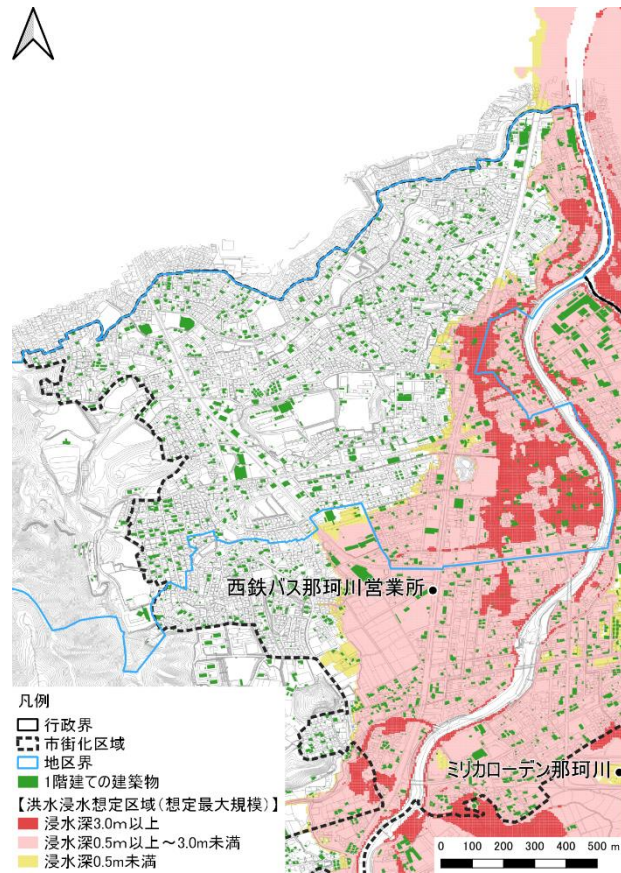 西鉄バス那珂川営業所
ミリカローデン那珂川
凡例
行政界
市街化区域
地区界
1階建ての建築物
【洪水浸水想定区域(想定最大規模)】
浸水深3.0m以上
浸水深0.5m以上~3.0m未満
浸水深0.5m未満
0 100 200 300 400 500 m